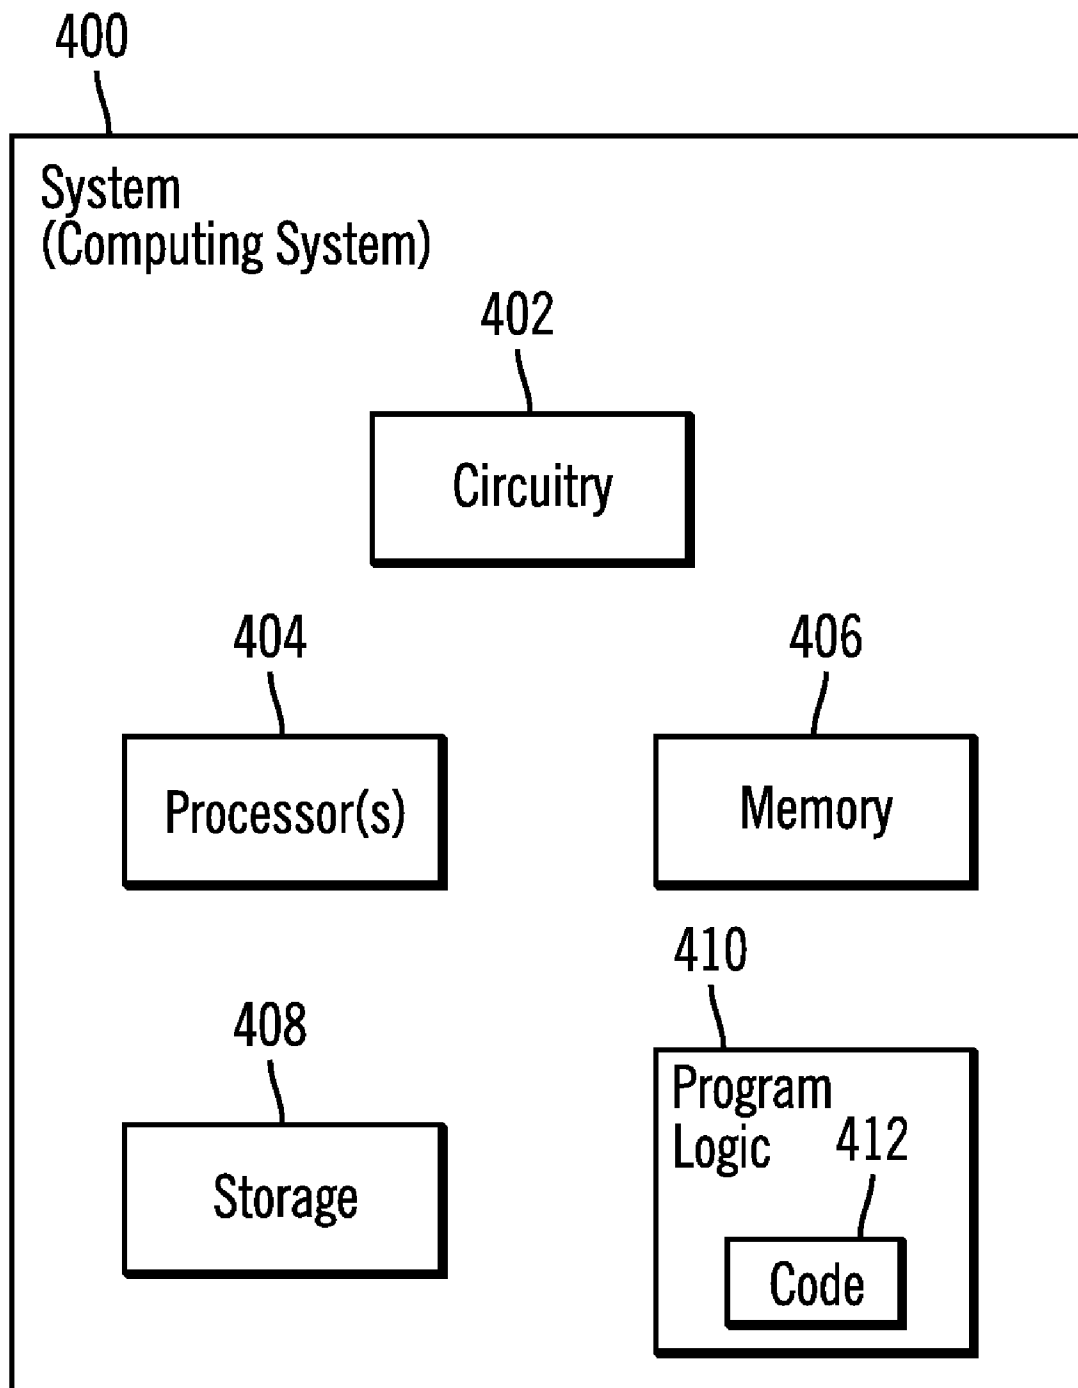 400
System
(Computing System)
402
Circuitry
404
406
Processor(s)
Memory
410
408
Program
Logic
412
Storage
Code